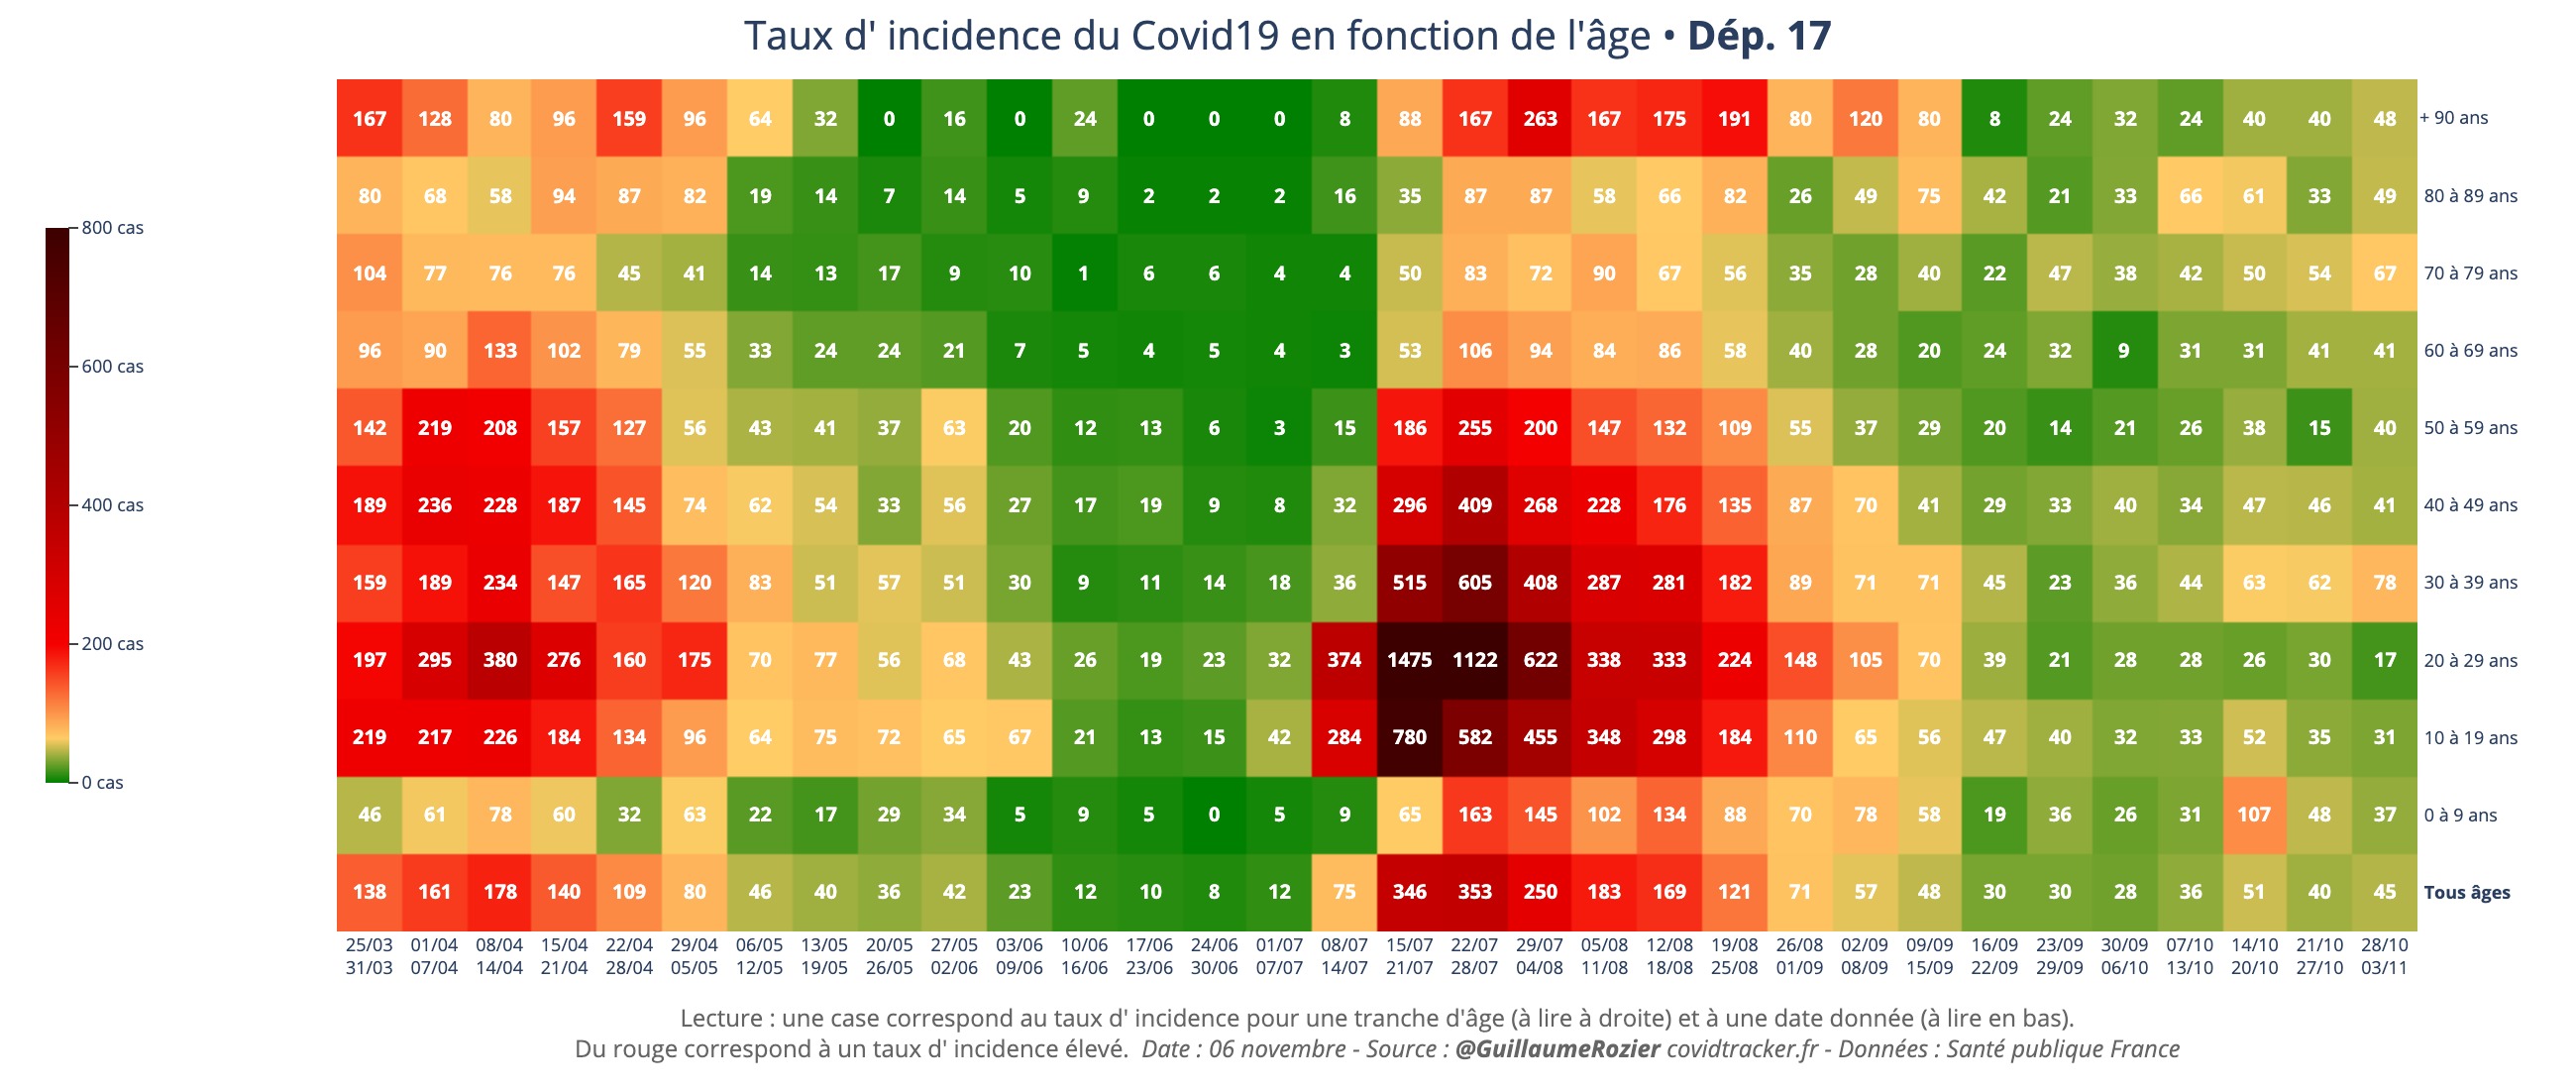 Taux d' incidence du Covid19 en fonction de l'âge • Dép. 17
800 cas
600 cas
400 cas
200 cas
0 cas
167 128 80 96 159 96 64 32 0 16 0 24 0 0 0 8 88 167 263 167 175 191 80 120 80 8 24 32 24 40 40 48 + 90 ans
80 68 58 94 87 82 19 14 7 14 5 9 2 2 2 16 35 87 87 58 66 82 26 49 75 42 21 33 66 61 33 49 80 à 89 ans
104 77 76 76 45 41 14 13 17 9 10 1 6 6 4 4 50 83 72 90 67 56 35 28 40 22 47 38 42 50 54 67 70 à 79 ans
96 90 133 102 79 55 33 24 24 21 7 5 4 5 4 3 53 106 94 84 86 58 40 28 20 24 32 9 31 31 41 41 60 à 69 ans
142 219 208 157 127 56 43 41 37 63 20 12 13 6 3 15 186 255 200 147 132 109 55 37 29 20 14 21 26 38 15 40 50 à 59 ans
189 236 228 187 145 74 62 54 33 56 27 17 19 9 8 32 296 409 268 228 176 135 87 70 41 29 33 40 34 47 46 41 40 à 49 ans
159 189 234 147 165 120 83 51 57 51 30 9 11 14 18 36 515 605 408 287 281 182 89 71 71 45 23 36 44 63 62 78 30 à 39 ans
197 295 380 276 160 175 70 77 56 68 43 26 19 23 32 374 1475 1122 622 338 333 224 148 105 70 39 21 28 28 26 30 17 20 à 29 ans
219 217 226 184 134 96 64 75 72 65 67 21 13 15 42 284 780 582 455 348 298 184 110 65 56 47 40 32 33 52 35 31 10 à 19 ans
46 61 78 60 32 63 22 17 29 34 5 9 5 0 5 9 65 163 145 102 134 88 70 78 58 19 36 26 31 107 48 37 0 à 9 ans
138 161 178 140 109 80 46 40 36 42 23 12 10 8 12 75 346 353 250 183 169 121 71 57 48 30 30 28 36 51 40 45 Tous âges
25/03 01/04 08/04 15/04 22/04 29/04 06/05 13/05 20/05 27/05 03/06 10/06 17/06 24/06 01/07 08/07 15/07 22/07 29/07 05/08 12/08 19/08 26/08 02/09 09/09 16/09 23/09 30/09 07/10 14/10 21/10 28/10
31/03 07/04 14/04 21/04 28/04 05/05 12/05 19/05 26/05 02/06 09/06 16/06 23/06 30/06 07/07 14/07 21/07 28/07 04/08 11/08 18/08 25/08 01/09 08/09 15/09 22/09 29/09 06/10 13/10 20/10 27/10 03/11
Lecture : une case correspond au taux d' incidence pour une tranche d'âge (à lire à droite) et à une date donnée (à lire en bas).
Du rouge correspond à un taux d' incidence élevé. Date : 06 novembre - Source : @GuillaumeRozier covidtracker.fr - Données : Santé publique France